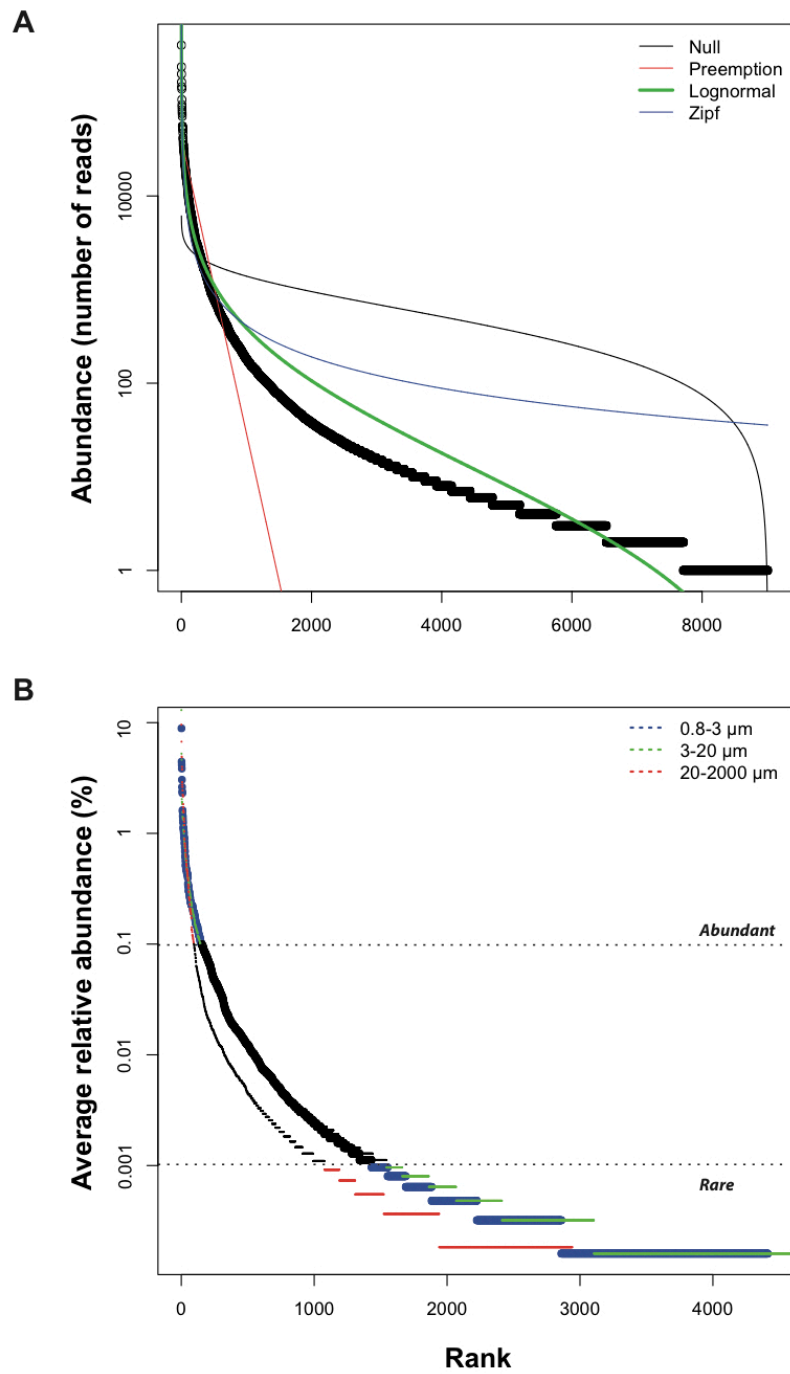 A
Abundance (number of reads)
10000
100
1
Null
Preemption
Lognormal
Zipf
0 2000 4000 6000 8000
B
Average relative abundance (%)
10
1
0.1
0.01
0.001
0.8-3 µm
3-20 µm
20-2000 µm
Abundant
Rare
0 1000 2000 3000 4000
Rank